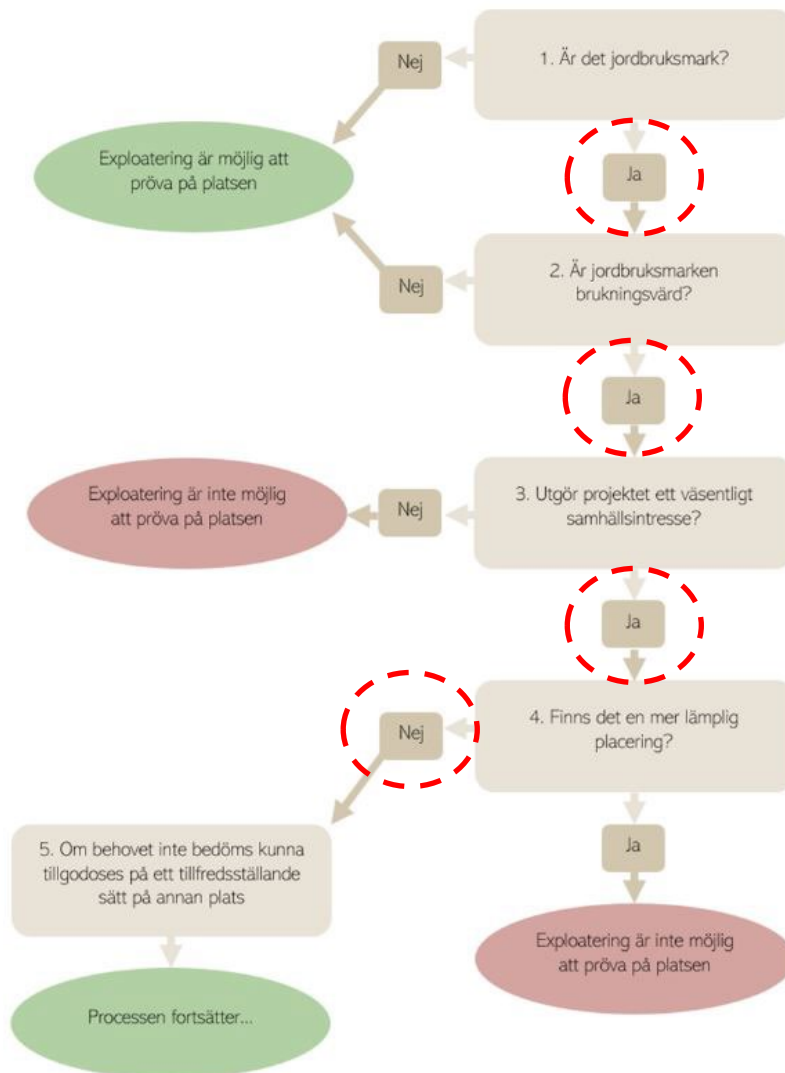 Nej
1. Är det jordbruksmark?
Exploatering är möjlig att
pröva på platsen
Ja
Nej
2. Är jordbruksmarken
brukningsvärd?
Ja
Exploatering är inte möjlig
att pröva på platsen
Nej
3. Utgör projektet ett väsentligt
samhällsintresse?
Ja
Nej
4. Finns det en mer lämplig
placering?
5. Om behovet inte bedöms kunna
tillgodoses på ett tillfredsställande
sätt på annan plats
Ja
Exploatering är inte möjlig
att pröva på platsen
Processen fortsätter...